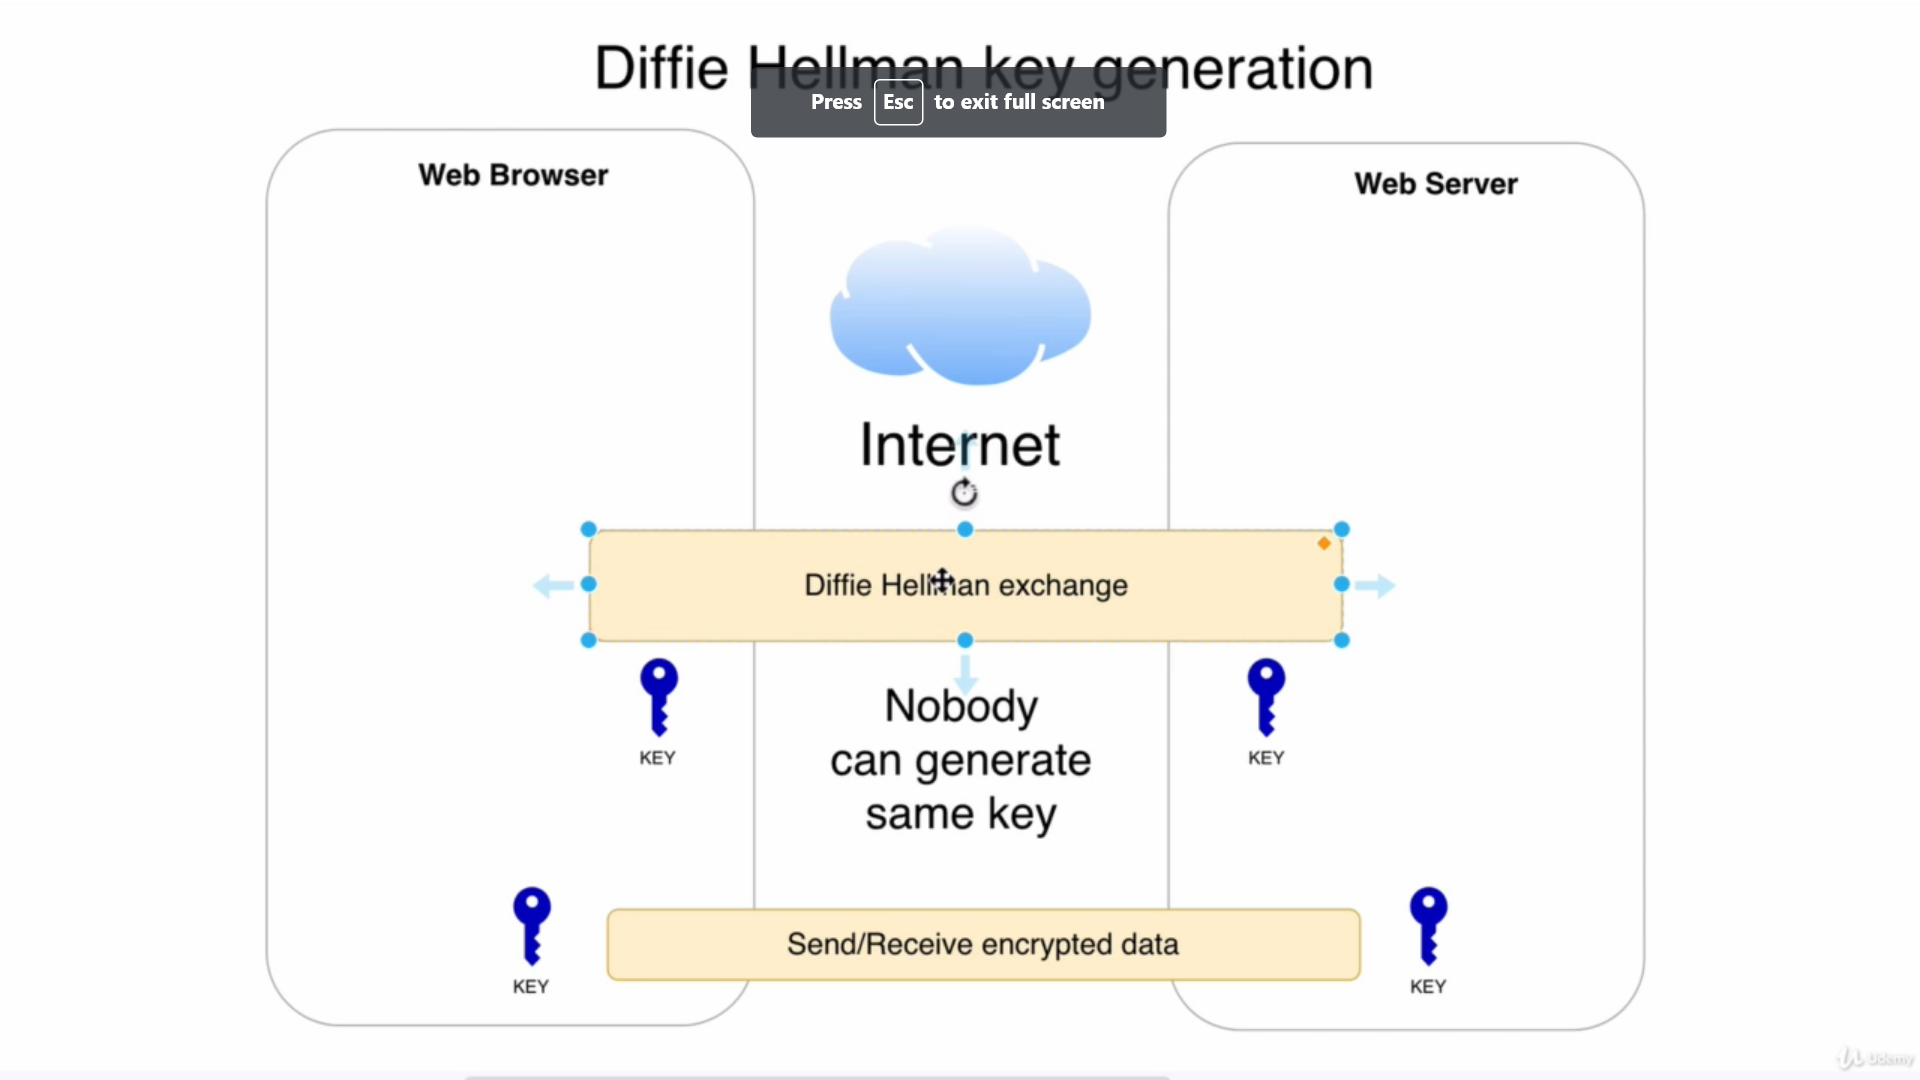 Diffie Hellman key generation
Press Esc to exit full screen
Web Browser
Web Server
Internet
Diffie Hellman exchange
KEY
KEY
Nobody
can generate
same key
Send/Receive encrypted data
KEY
KEY
Udemy